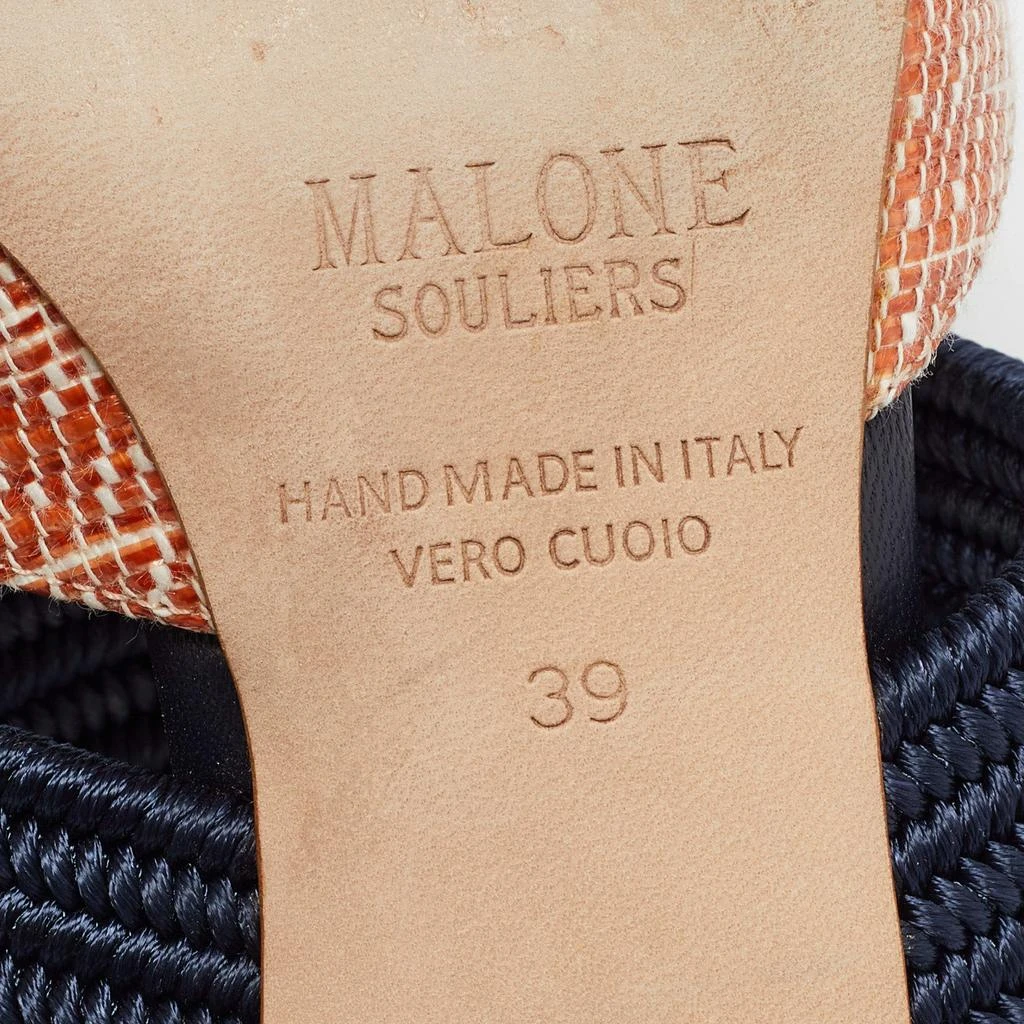 MALONE
SOULIERS
HAND MADE IN ITALY
VERO CUOIO
39